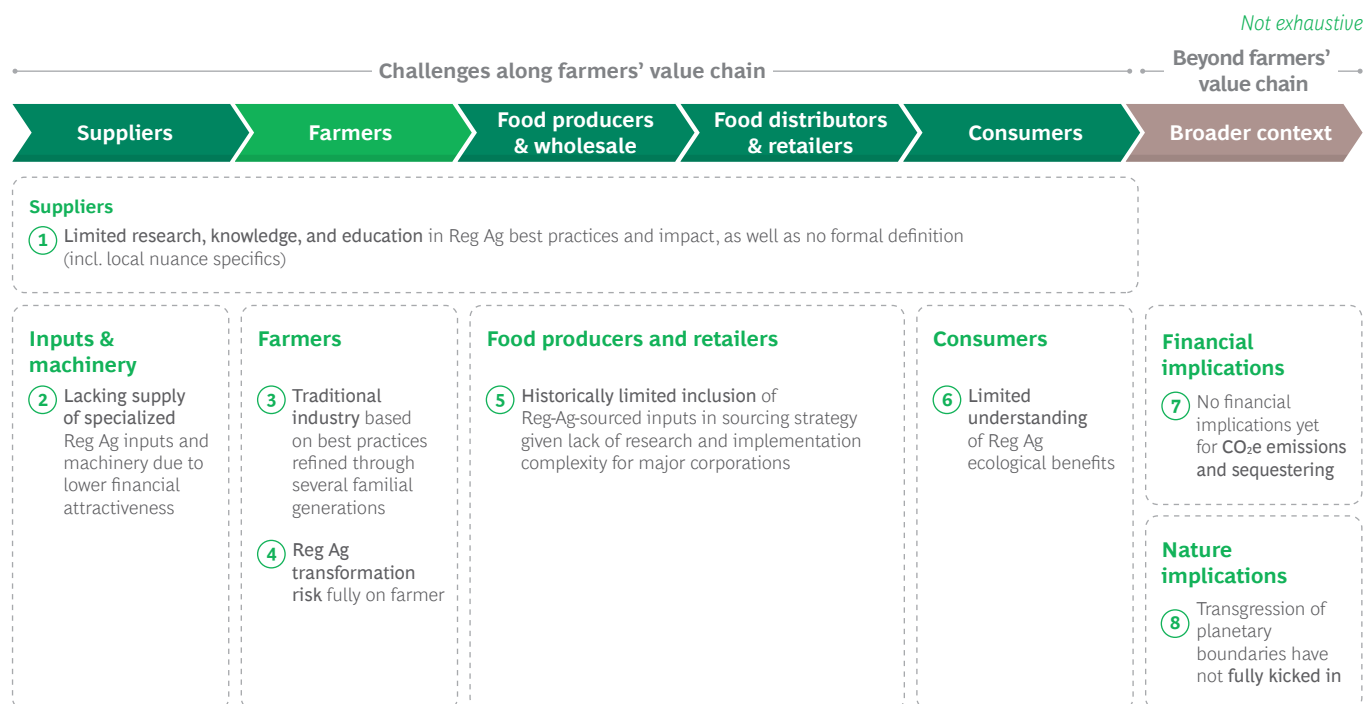 Not exhaustive
Challenges along farmers’ value chain
Beyond farmers’
value chain
Suppliers
Farmers
Food producers
& wholesale
Food distributors
& retailers
Consumers
Broader context
Suppliers
1 Limited research, knowledge, and education in Reg Ag best practices and impact, as well as no formal definition
(incl. local nuance specifics)
Inputs &
machinery
2 Lacking supply
of specialized
Reg Ag inputs and
machinery due to
lower financial
attractiveness
Farmers
3 Traditional
industry based
on best practices
refined through
several familial
generations
4 Reg Ag
transformation
risk fully on farmer
Food producers and retailers
5 Historically limited inclusion of
Reg-Ag-sourced inputs in sourcing strategy
given lack of research and implementation
complexity for major corporations
Consumers
6 Limited
understanding
of Reg Ag
ecological benefits
Financial
implications
7 No financial
implications yet
for CO₂e emissions
and sequestering
Nature
implications
8 Transgression of
planetary
boundaries have
not fully kicked in